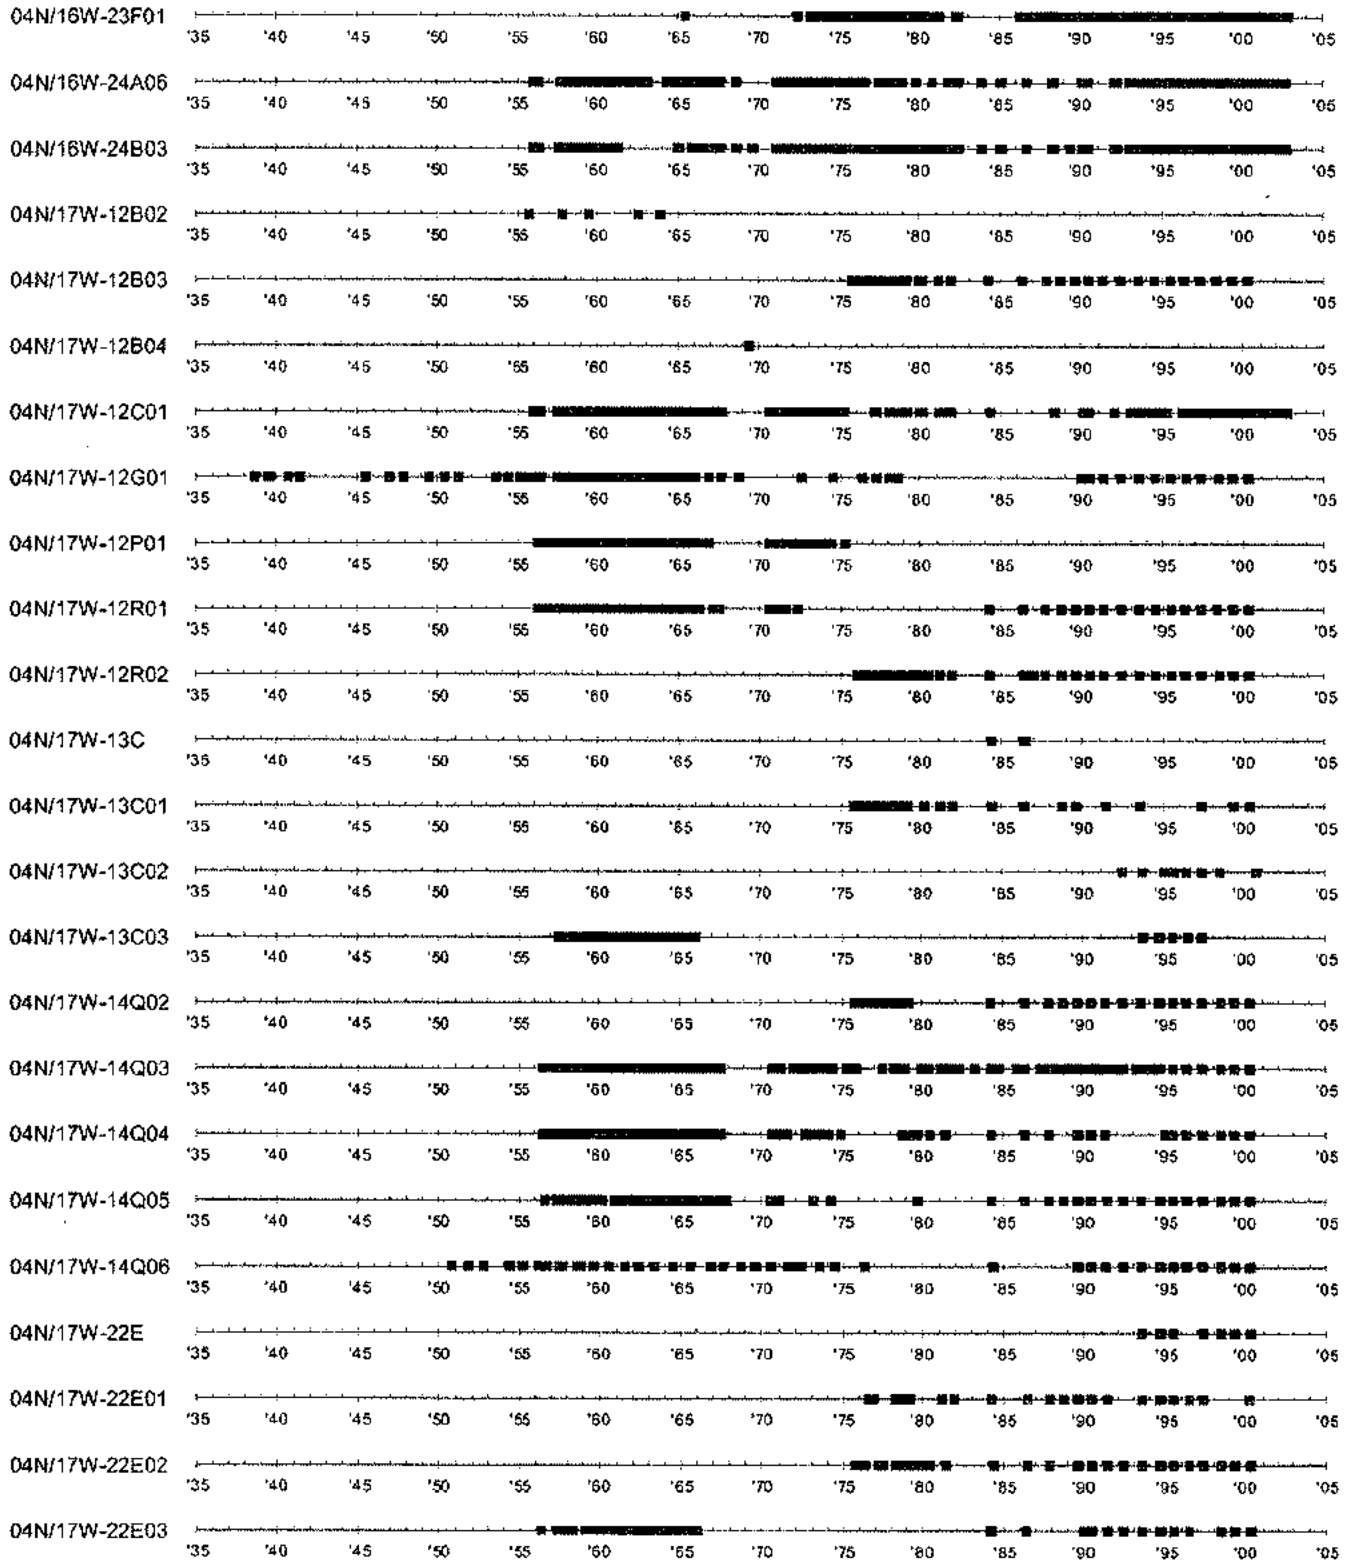 04N/16W-23F01
'35 '40 '45 '50 '55 '60 '65 '70 '75 '80 '85 '90 '95 '00 '05
04N/16W-24A06
'35 '40 '45 '50 '55 '60 '65 '70 '75 '80 '85 '90 '95 '00 '05
04N/16W-24B03
'35 '40 '45 '50 '55 '60 '65 '70 '75 '80 '85 '90 '95 '00 '05
04N/17W-12B02
'35 '40 '45 '50 '55 '60 '65 '70 '75 '80 '85 '90 '95 '00 '05
04N/17W-12B03
'35 '40 '45 '50 '55 '60 '65 '70 '75 '80 '85 '90 '95 '00 '05
04N/17W-12B04
'35 '40 '45 '50 '55 '60 '65 '70 '75 '80 '85 '90 '95 '00 '05
04N/17W-12C01
'35 '40 '45 '50 '55 '60 '65 '70 '75 '80 '85 '90 '95 '00 '05
04N/17W-12G01
'35 '40 '45 '50 '55 '60 '65 '70 '75 '80 '85 '90 '95 '00 '05
04N/17W-12P01
'35 '40 '45 '50 '55 '60 '65 '70 '75 '80 '85 '90 '95 '00 '05
04N/17W-12R01
'35 '40 '45 '50 '55 '60 '65 '70 '75 '80 '85 '90 '95 '00 '05
04N/17W-12R02
'35 '40 '45 '50 '55 '60 '65 '70 '75 '80 '85 '90 '95 '00 '05
04N/17W-13C
'35 '40 '45 '50 '55 '60 '65 '70 '75 '80 '85 '90 '95 '00 '05
04N/17W-13C01
'35 '40 '45 '50 '55 '60 '65 '70 '75 '80 '85 '90 '95 '00 '05
04N/17W-13C02
'35 '40 '45 '50 '55 '60 '65 '70 '75 '80 '85 '90 '95 '00 '05
04N/17W-13C03
'35 '40 '45 '50 '55 '60 '65 '70 '75 '80 '85 '90 '95 '00 '05
04N/17W-14Q02
'35 '40 '45 '50 '55 '60 '65 '70 '75 '80 '85 '90 '95 '00 '05
04N/17W-14Q03
'35 '40 '45 '50 '55 '60 '65 '70 '75 '80 '85 '90 '95 '00 '05
04N/17W-14Q04
'35 '40 '45 '50 '55 '60 '65 '70 '75 '80 '85 '90 '95 '00 '05
04N/17W-14Q05
'35 '40 '45 '50 '55 '60 '65 '70 '75 '80 '85 '90 '95 '00 '05
04N/17W-14Q06
'35 '40 '45 '50 '55 '60 '65 '70 '75 '80 '85 '90 '95 '00 '05
04N/17W-22E
'35 '40 '45 '50 '55 '60 '65 '70 '75 '80 '85 '90 '95 '00 '05
04N/17W-22E01
'35 '40 '45 '50 '55 '60 '65 '70 '75 '80 '85 '90 '95 '00 '05
04N/17W-22E02
'35 '40 '45 '50 '55 '60 '65 '70 '75 '80 '85 '90 '95 '00 '05
04N/17W-22E03
'35 '40 '45 '50 '55 '60 '65 '70 '75 '80 '85 '90 '95 '00 '05